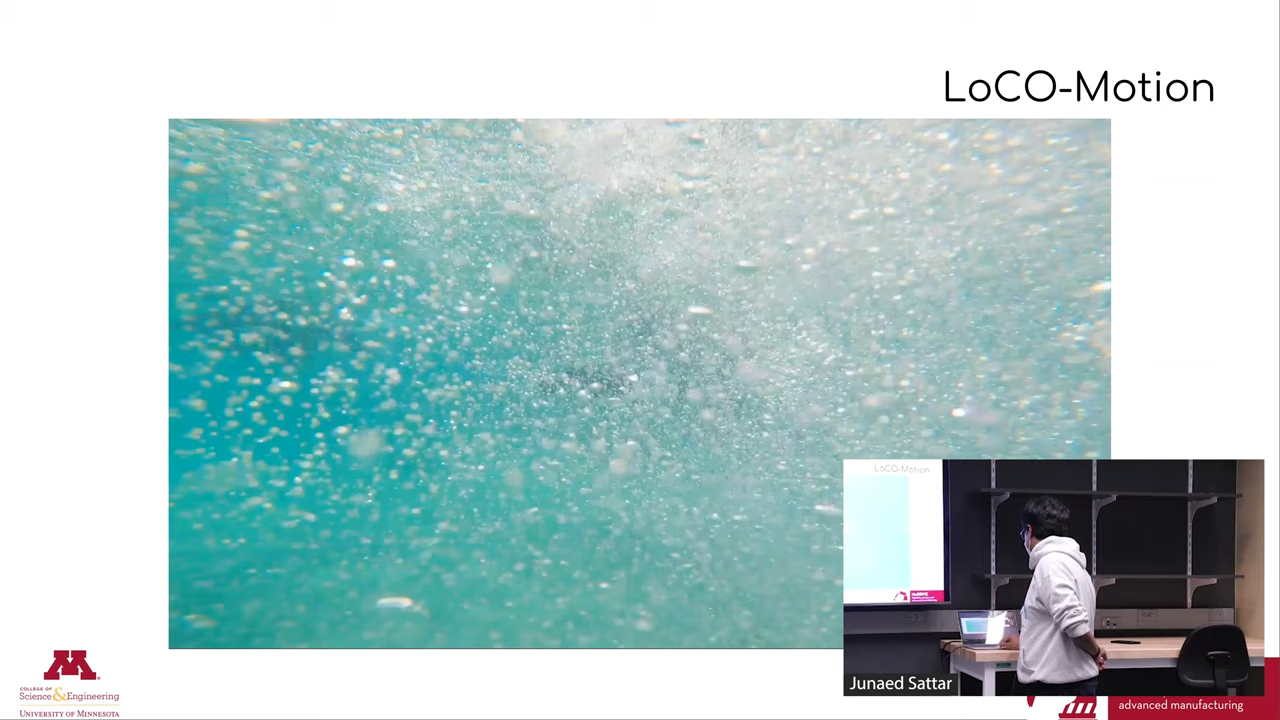 LoCO-Motion
LoCO-Motion
Junaed Sattar
COLLEGE OF
Science & Engineering
UNIVERSITY OF MINNESOTA
advanced manufacturing